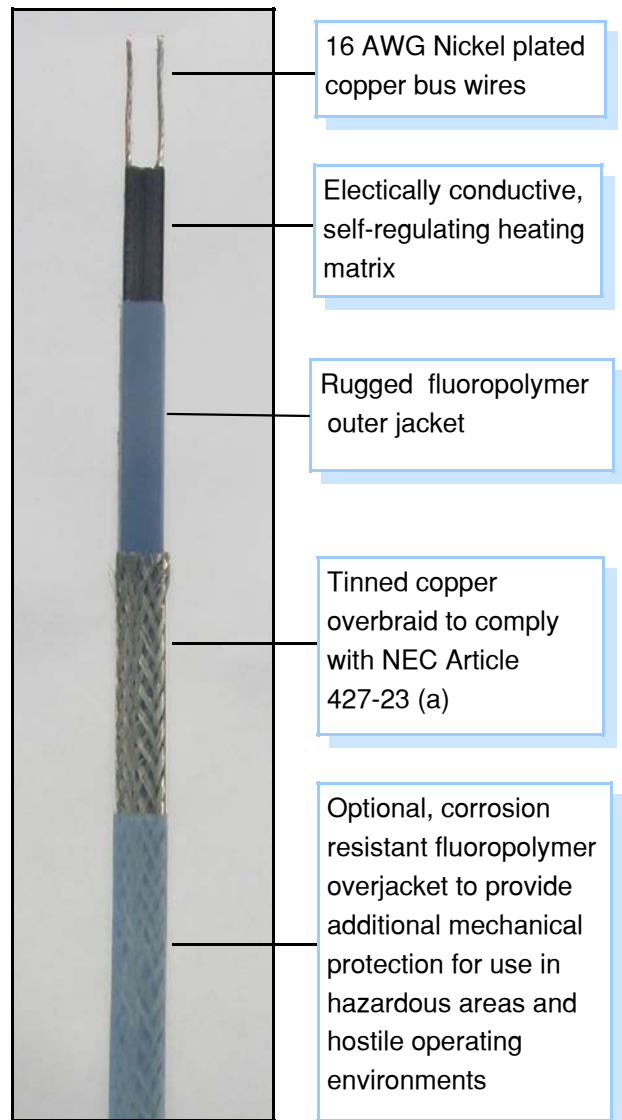 16 AWG Nickel plated
copper bus wires
Electically conductive,
self-regulating heating
matrix
Rugged fluoropolymer
outer jacket
Tinned copper
overbraid to comply
with NEC Article
427-23 (a)
Optional, corrosion
resistant fluoropolymer
overjacket to provide
additional mechanical
protection for use in
hazardous areas and
hostile operating
environments